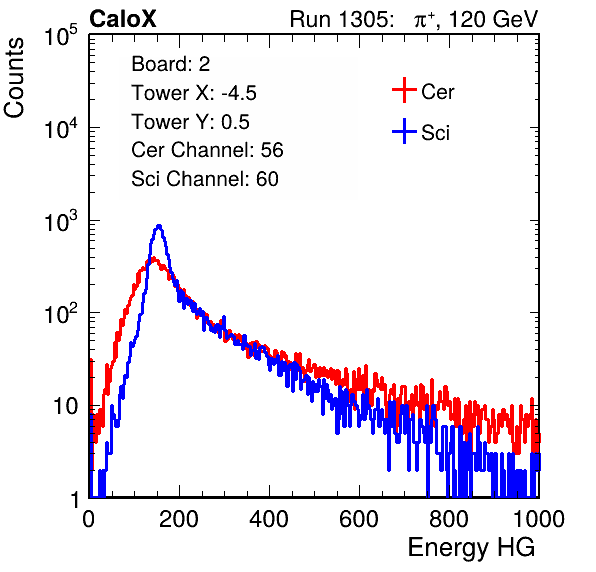 CaloX Run 1305: π⁺, 120 GeV
Counts
10⁵
10⁴
10³
10²
10
1
Board: 2
Tower X: -4.5
Tower Y: 0.5
Cer Channel: 56
Sci Channel: 60
Cer
Sci
0 200 400 600 800 1000
Energy HG